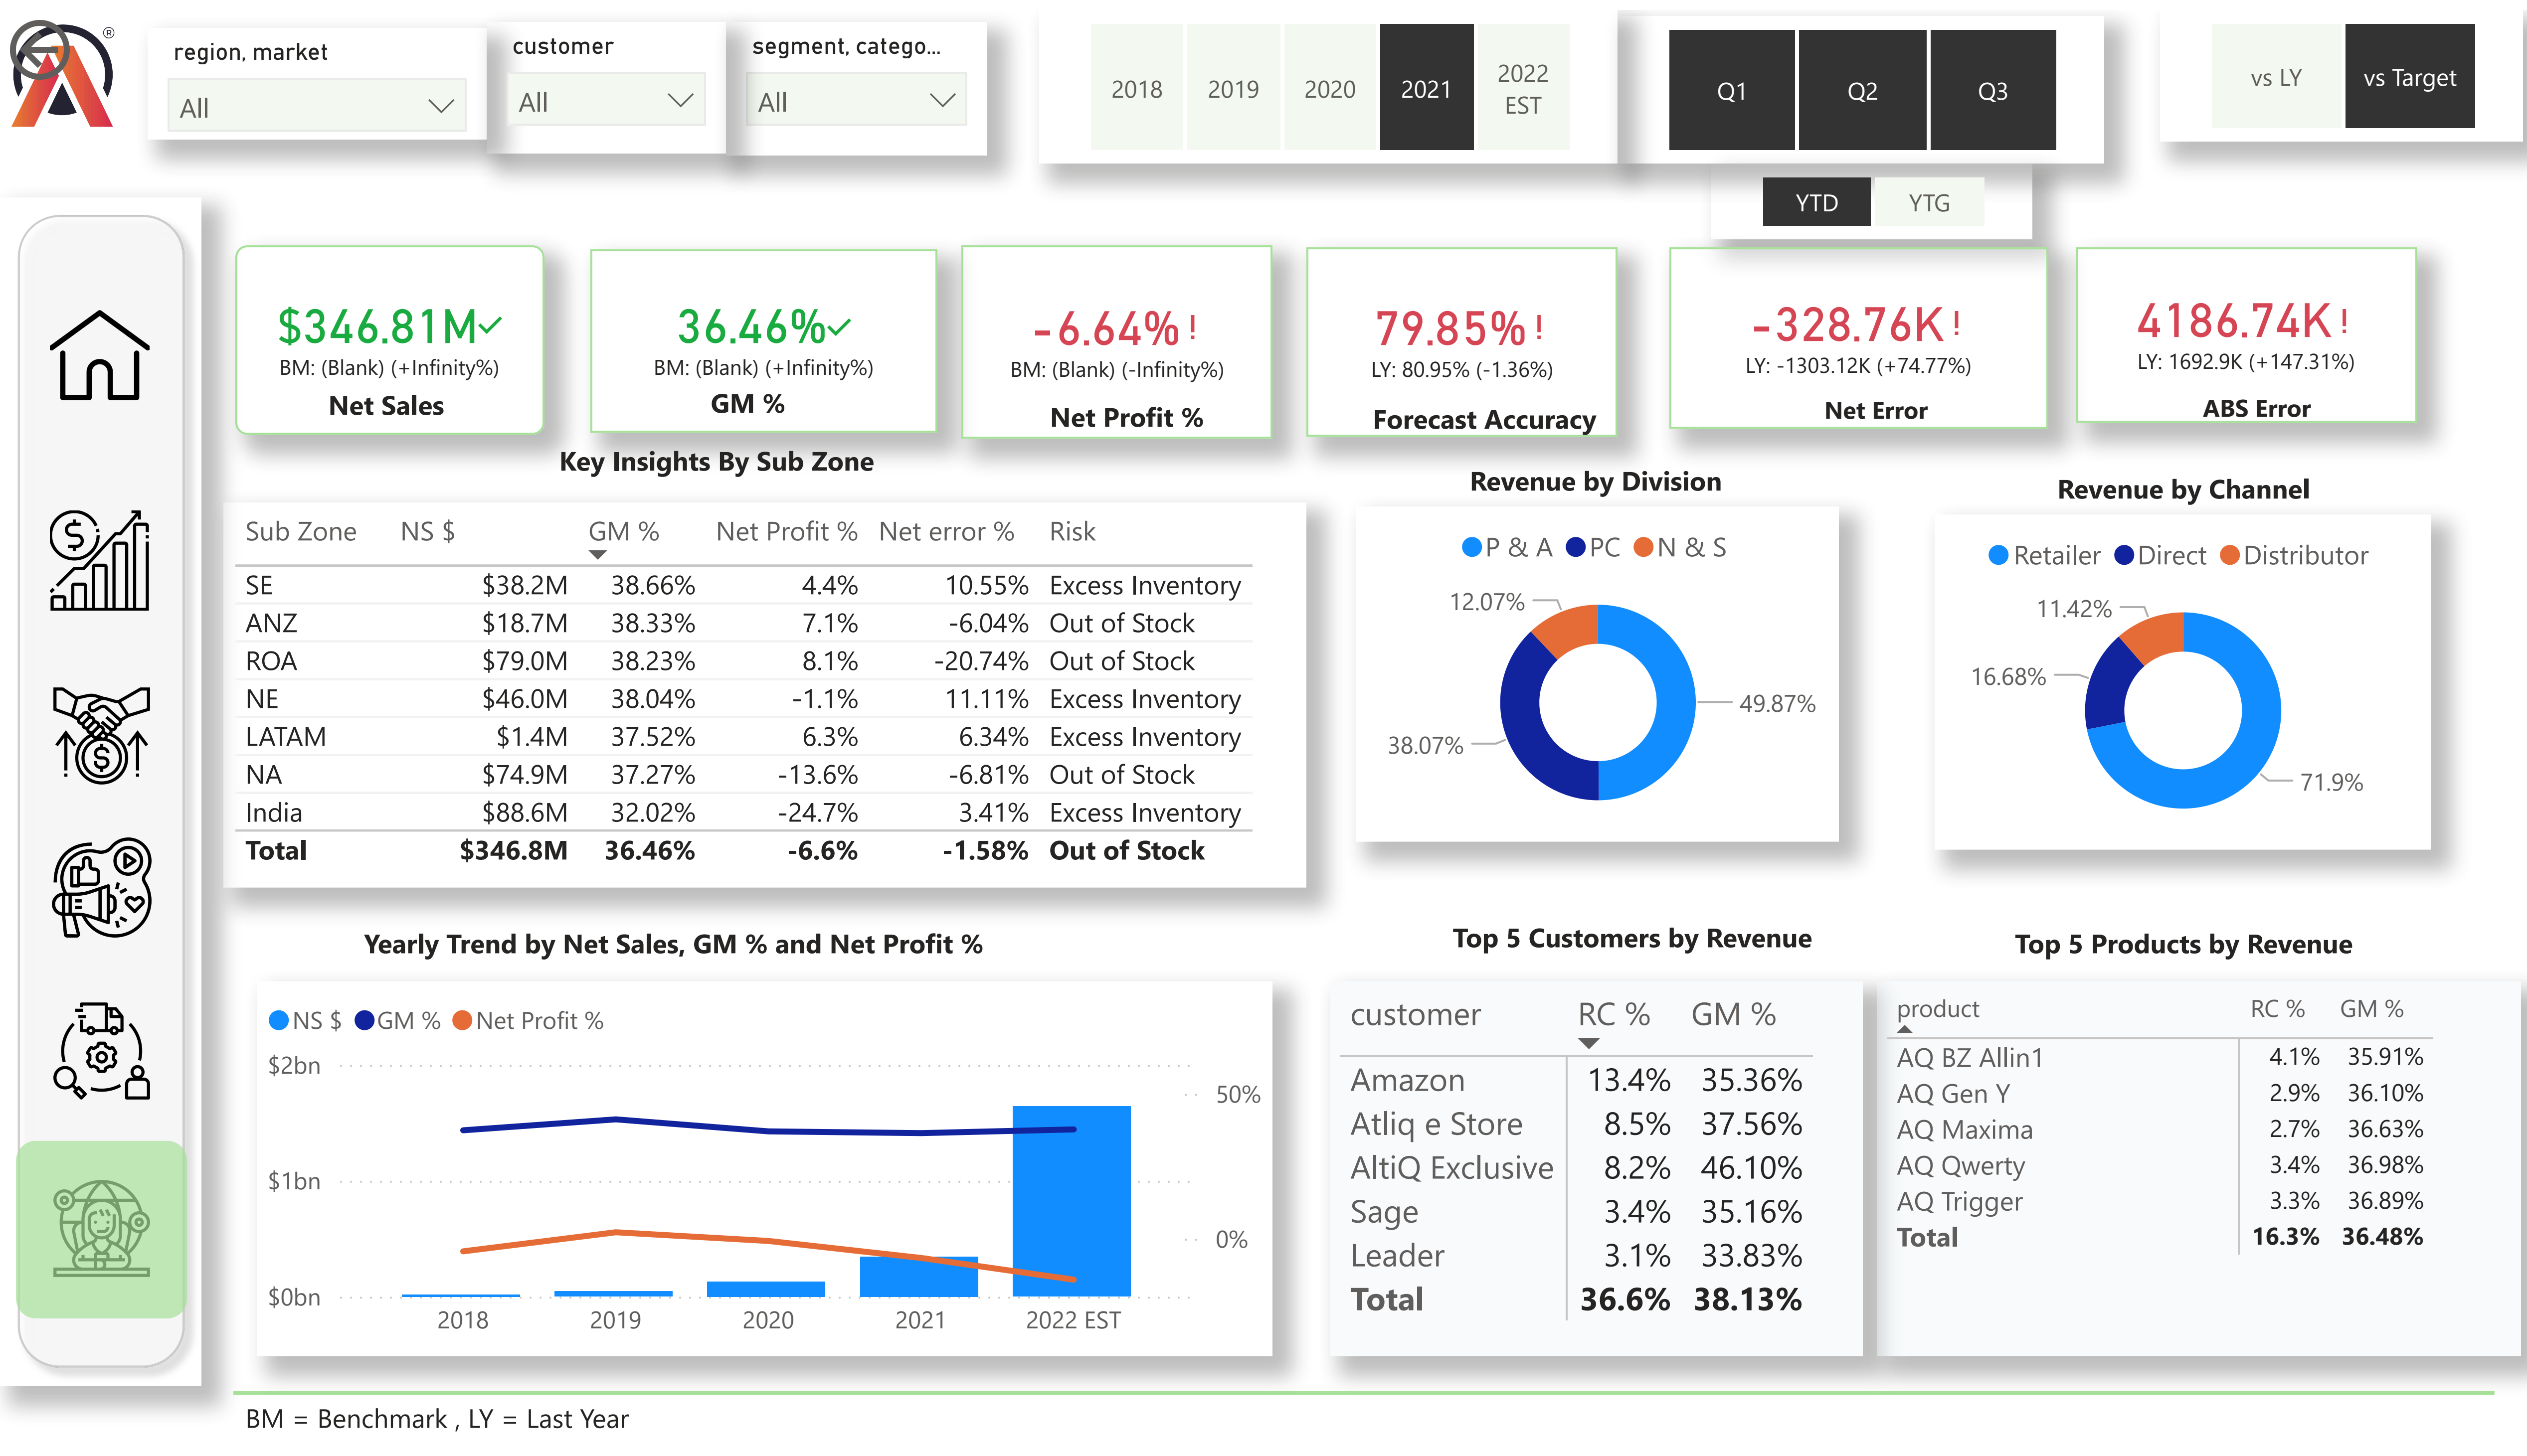 ®
region, market
All
customer
All
segment, catego...
All
2018
2019
2020
2021
2022
EST
Q1
Q2
Q3
vs LY
vs Target
YTD
YTG
$346.81M
BM: (Blank) (+Infinity%)
Net Sales
36.46%
BM: (Blank) (+Infinity%)
GM %
-6.64% !
BM: (Blank) (-Infinity%)
Net Profit %
79.85% !
LY: 80.95% (-1.36%)
Forecast Accuracy
-328.76K !
LY: -1303.12K (+74.77%)
Net Error
4186.74K !
LY: 1692.9K (+147.31%)
ABS Error
Key Insights By Sub Zone
Sub Zone NS $ GM % Net Profit % Net error % Risk
SE $38.2M 38.66% 4.4% 10.55% Excess Inventory
ANZ $18.7M 38.33% 7.1% -6.04% Out of Stock
ROA $79.0M 38.23% 8.1% -20.74% Out of Stock
NE $46.0M 38.04% -1.1% 11.11% Excess Inventory
LATAM $1.4M 37.52% 6.3% 6.34% Excess Inventory
NA $74.9M 37.27% -13.6% -6.81% Out of Stock
India $88.6M 32.02% -24.7% 3.41% Excess Inventory
Total $346.8M 36.46% -6.6% -1.58% Out of Stock
Revenue by Division
P & A PC N & S
12.07%
49.87%
38.07%
Revenue by Channel
Retailer Direct Distributor
11.42%
16.68%
71.9%
Yearly Trend by Net Sales, GM % and Net Profit %
NS $ GM % Net Profit %
$2bn
50%
$1bn
0%
$0bn
2018 2019 2020 2021 2022 EST
Top 5 Customers by Revenue
customer RC % GM %
Amazon 13.4% 35.36%
Atliq e Store 8.5% 37.56%
AltiQ Exclusive 8.2% 46.10%
Sage 3.4% 35.16%
Leader 3.1% 33.83%
Total 36.6% 38.13%
Top 5 Products by Revenue
product RC % GM %
AQ BZ Allin1 4.1% 35.91%
AQ Gen Y 2.9% 36.10%
AQ Maxima 2.7% 36.63%
AQ Qwerty 3.4% 36.98%
AQ Trigger 3.3% 36.89%
Total 16.3% 36.48%
BM = Benchmark , LY = Last Year